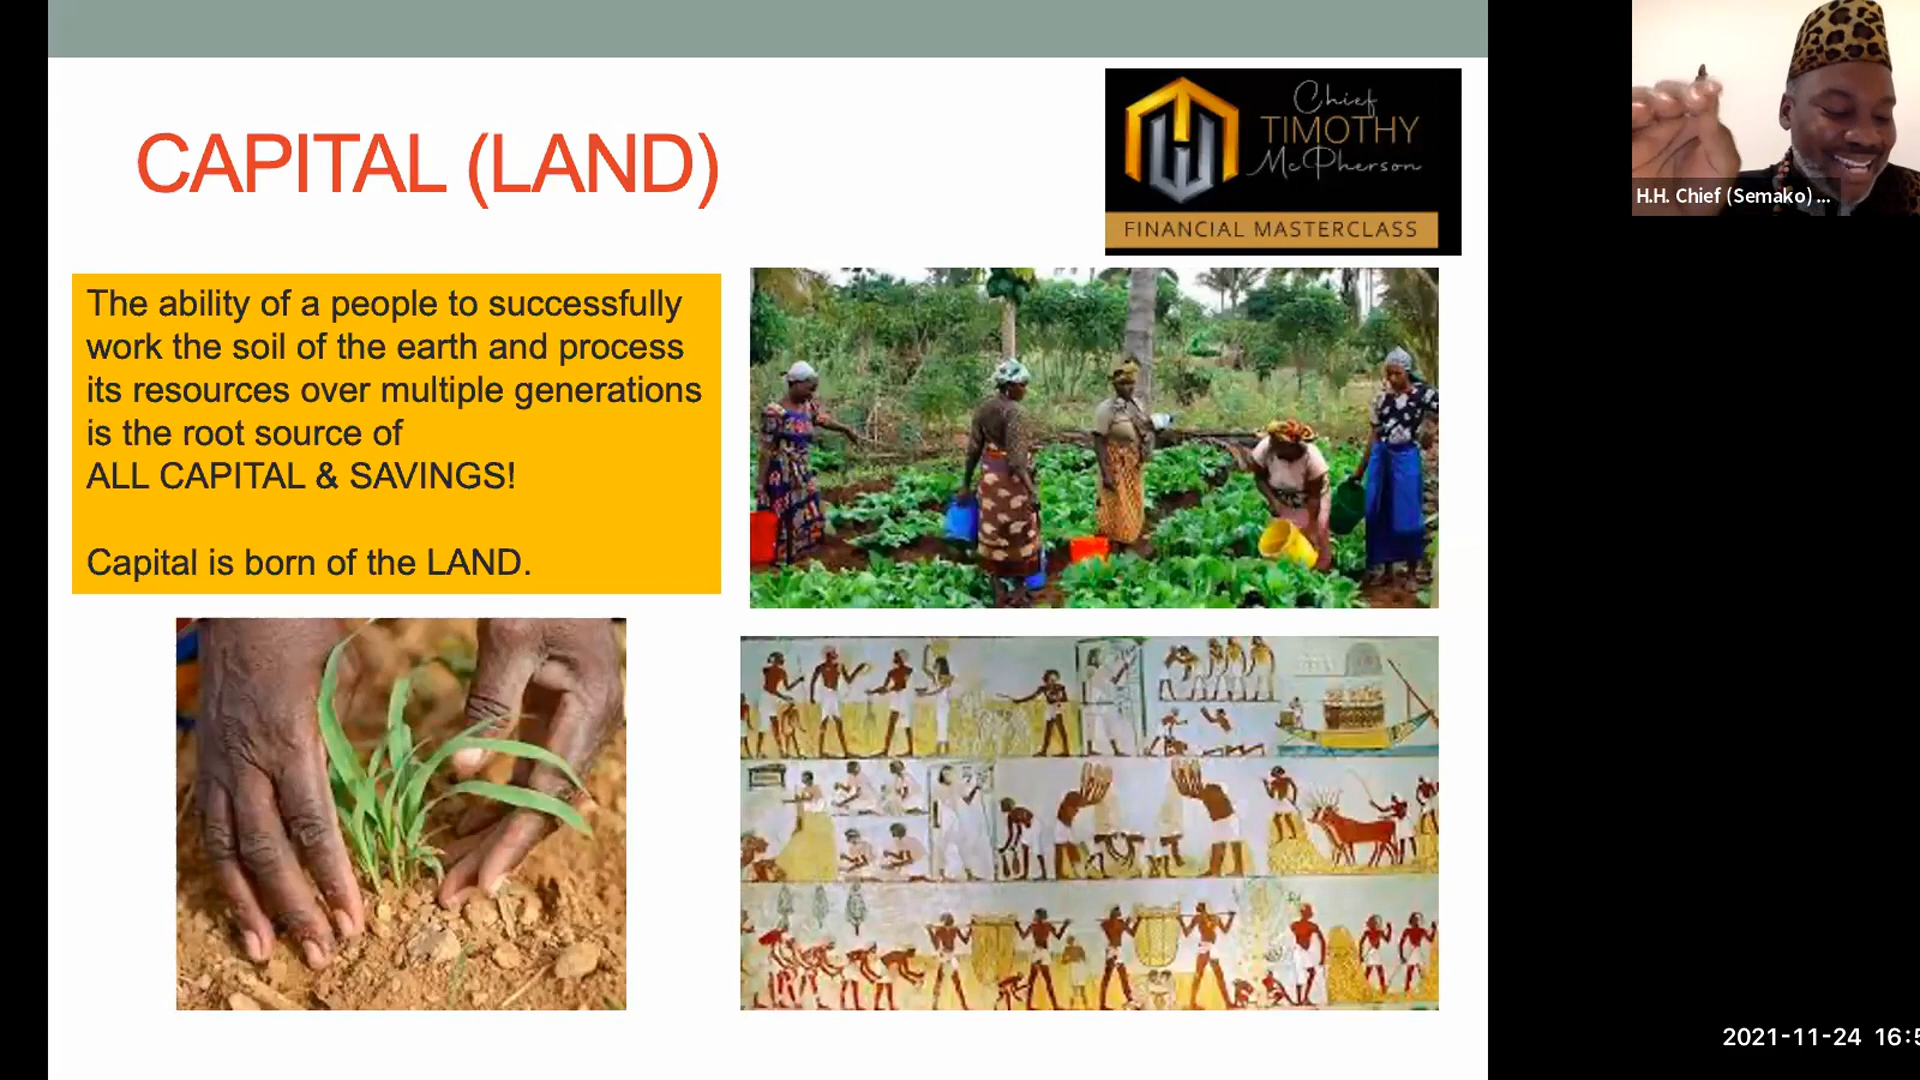 CAPITAL (LAND)
Chief
TIMOTHY
McPherson
FINANCIAL MASTERCLASS
The ability of a people to successfully
work the soil of the earth and process
its resources over multiple generations
is the root source of
ALL CAPITAL & SAVINGS!
Capital is born of the LAND.
H.H. Chief (Semako) ...
2021-11-24 16:5